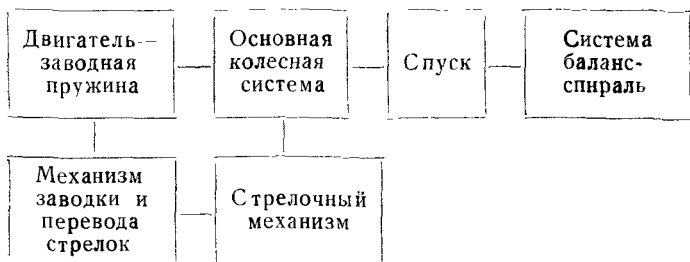 Двигатель—
заводная
пружина
Основная
колесная
система
Спуск
Система
баланс-
спираль
Механизм
заводки и
перевода
стрелок
Стрелочный
механизм